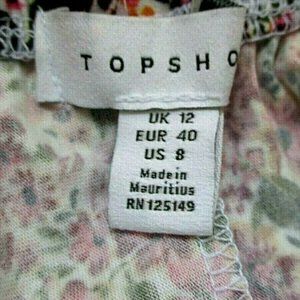 TOPSHO
UK 12
EUR 40
US 8
Made in
Mauritius
RN 125149